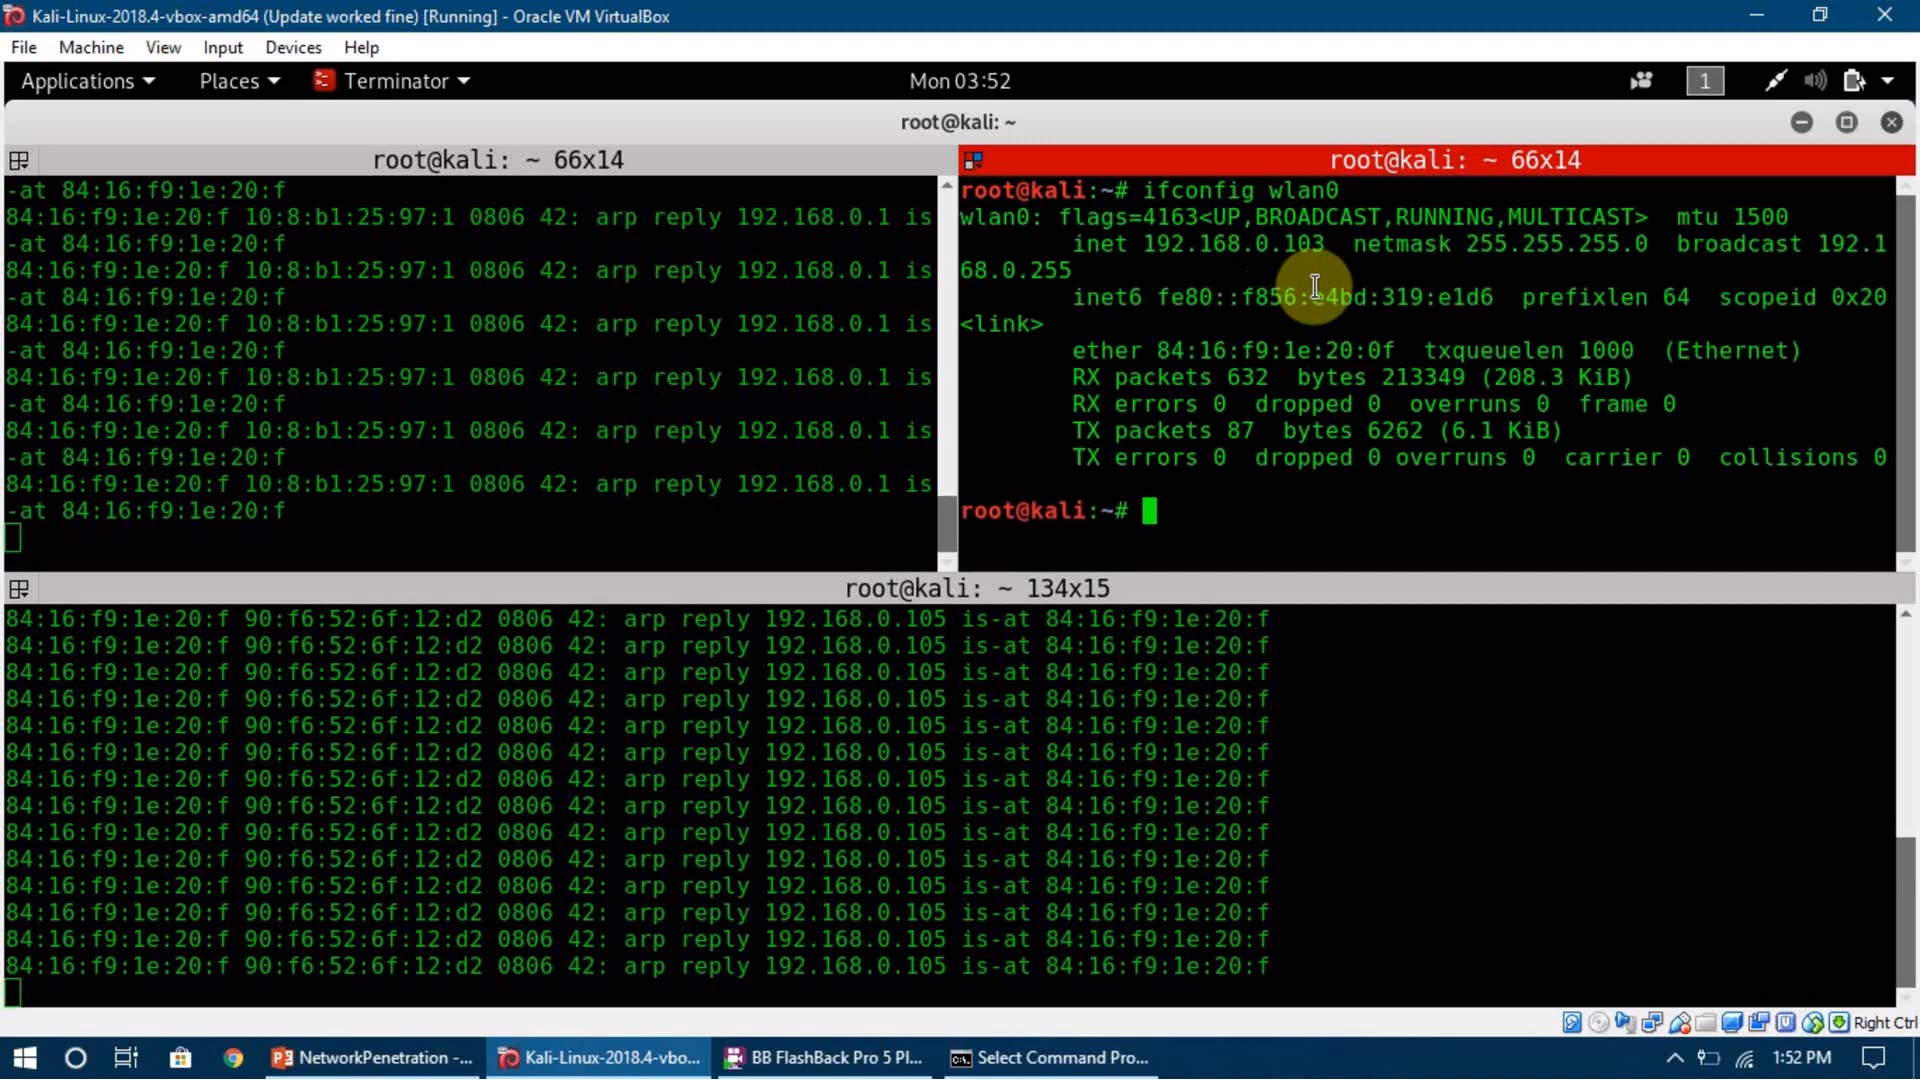 Kali-Linux-2018.4-vbox-amd64 (Update worked fine) [Running] - Oracle VM VirtualBox
File Machine View Input Devices Help
Applications Places Terminator Mon 03:52 1
root@kali: ~
root@kali: ~ 66x14
-at 84:16:f9:1e:20:f
84:16:f9:1e:20:f 10:8:b1:25:97:1 0806 42: arp reply 192.168.0.1 is
-at 84:16:f9:1e:20:f
84:16:f9:1e:20:f 10:8:b1:25:97:1 0806 42: arp reply 192.168.0.1 is
-at 84:16:f9:1e:20:f
84:16:f9:1e:20:f 10:8:b1:25:97:1 0806 42: arp reply 192.168.0.1 is
-at 84:16:f9:1e:20:f
84:16:f9:1e:20:f 10:8:b1:25:97:1 0806 42: arp reply 192.168.0.1 is
-at 84:16:f9:1e:20:f
84:16:f9:1e:20:f 10:8:b1:25:97:1 0806 42: arp reply 192.168.0.1 is
-at 84:16:f9:1e:20:f
84:16:f9:1e:20:f 10:8:b1:25:97:1 0806 42: arp reply 192.168.0.1 is
-at 84:16:f9:1e:20:f
root@kali: ~ 66x14
root@kali:~# ifconfig wlan0
wlan0: flags=4163<UP,BROADCAST,RUNNING,MULTICAST> mtu 1500
inet 192.168.0.103 netmask 255.255.255.0 broadcast 192.1
68.0.255
inet6 fe80::f856:e4bd:319:e1d6 prefixlen 64 scopeid 0x20
<link>
ether 84:16:f9:1e:20:0f txqueuelen 1000 (Ethernet)
RX packets 632 bytes 213349 (208.3 KiB)
RX errors 0 dropped 0 overruns 0 frame 0
TX packets 87 bytes 6262 (6.1 KiB)
TX errors 0 dropped 0 overruns 0 carrier 0 collisions 0
root@kali:~#
root@kali: ~ 134x15
84:16:f9:1e:20:f 90:f6:52:6f:12:d2 0806 42: arp reply 192.168.0.105 is-at 84:16:f9:1e:20:f
84:16:f9:1e:20:f 90:f6:52:6f:12:d2 0806 42: arp reply 192.168.0.105 is-at 84:16:f9:1e:20:f
84:16:f9:1e:20:f 90:f6:52:6f:12:d2 0806 42: arp reply 192.168.0.105 is-at 84:16:f9:1e:20:f
84:16:f9:1e:20:f 90:f6:52:6f:12:d2 0806 42: arp reply 192.168.0.105 is-at 84:16:f9:1e:20:f
84:16:f9:1e:20:f 90:f6:52:6f:12:d2 0806 42: arp reply 192.168.0.105 is-at 84:16:f9:1e:20:f
84:16:f9:1e:20:f 90:f6:52:6f:12:d2 0806 42: arp reply 192.168.0.105 is-at 84:16:f9:1e:20:f
84:16:f9:1e:20:f 90:f6:52:6f:12:d2 0806 42: arp reply 192.168.0.105 is-at 84:16:f9:1e:20:f
84:16:f9:1e:20:f 90:f6:52:6f:12:d2 0806 42: arp reply 192.168.0.105 is-at 84:16:f9:1e:20:f
84:16:f9:1e:20:f 90:f6:52:6f:12:d2 0806 42: arp reply 192.168.0.105 is-at 84:16:f9:1e:20:f
84:16:f9:1e:20:f 90:f6:52:6f:12:d2 0806 42: arp reply 192.168.0.105 is-at 84:16:f9:1e:20:f
84:16:f9:1e:20:f 90:f6:52:6f:12:d2 0806 42: arp reply 192.168.0.105 is-at 84:16:f9:1e:20:f
84:16:f9:1e:20:f 90:f6:52:6f:12:d2 0806 42: arp reply 192.168.0.105 is-at 84:16:f9:1e:20:f
84:16:f9:1e:20:f 90:f6:52:6f:12:d2 0806 42: arp reply 192.168.0.105 is-at 84:16:f9:1e:20:f
84:16:f9:1e:20:f 90:f6:52:6f:12:d2 0806 42: arp reply 192.168.0.105 is-at 84:16:f9:1e:20:f
Right Ctrl
NetworkPenetration -... Kali-Linux-2018.4-vbo... BB FlashBack Pro 5 Pl... Select Command Pro... 1:52 PM